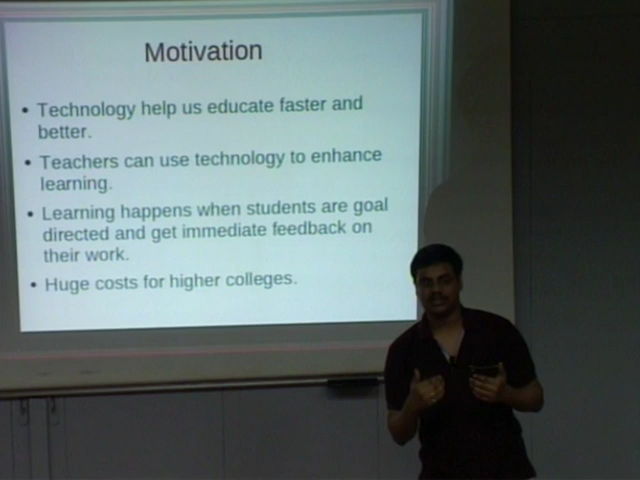 Motivation
• Technology help us educate faster and
better.
• Teachers can use technology to enhance
learning.
• Learning happens when students are goal
directed and get immediate feedback on
their work.
• Huge costs for higher colleges.